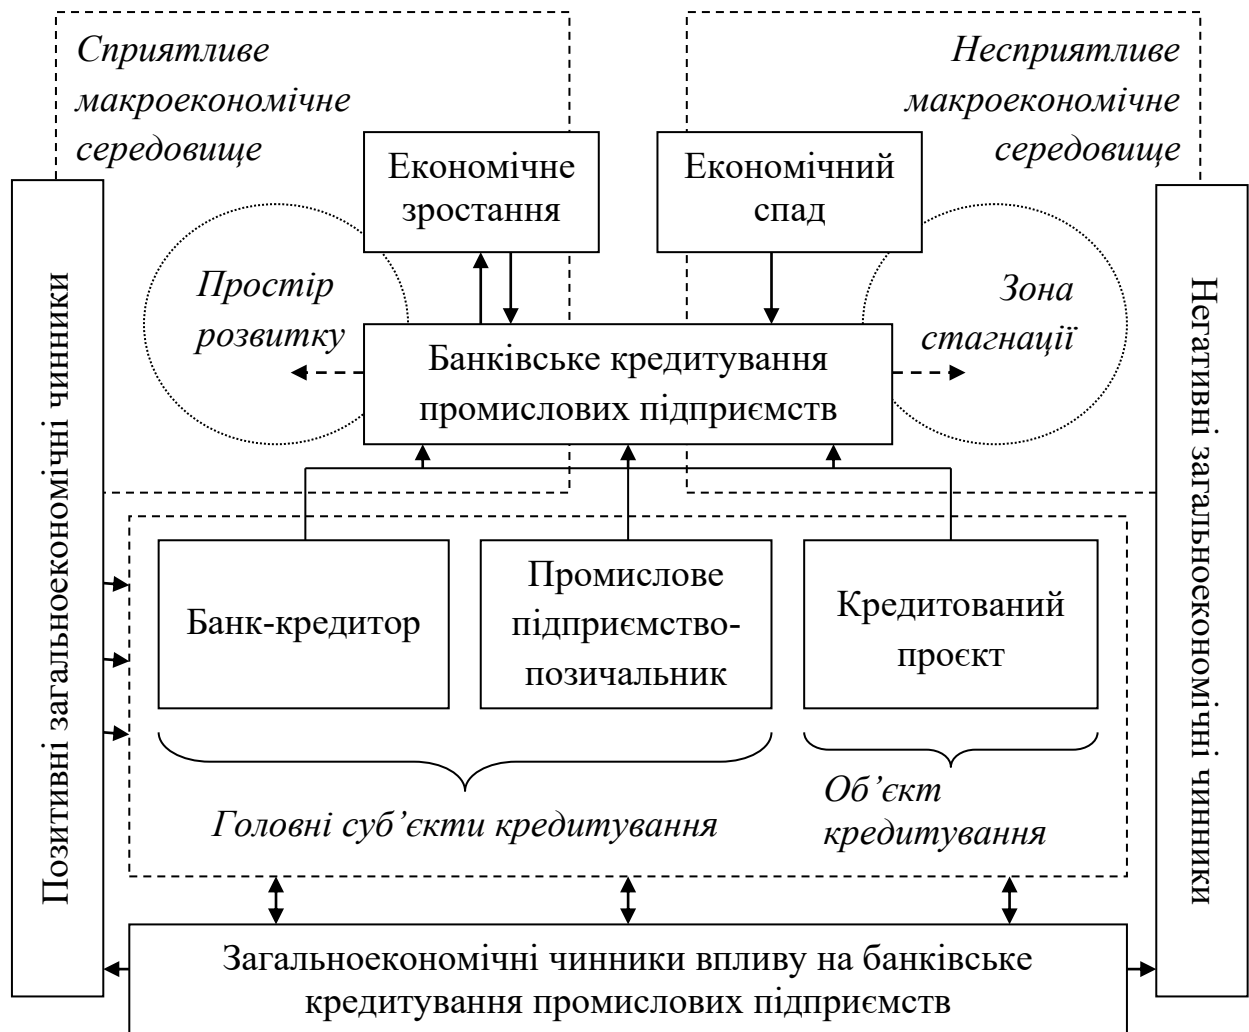 Сприятливе
макроекономічне
середовище
Несприятливе
макроекономічне
середовище
Економічне
зростання
Економічний
спад
Простір
розвитку
Зона
стагнації
Банківське кредитування
промислових підприємств
Позитивні загальноекономічні чинники
Негативні загальноекономічні чинники
Банк-кредитор
Промислове
підприємство-
позичальник
Кредитований
проєкт
Головні суб’єкти кредитування
Об’єкт
кредитування
Загальноекономічні чинники впливу на банківське
кредитування промислових підприємств